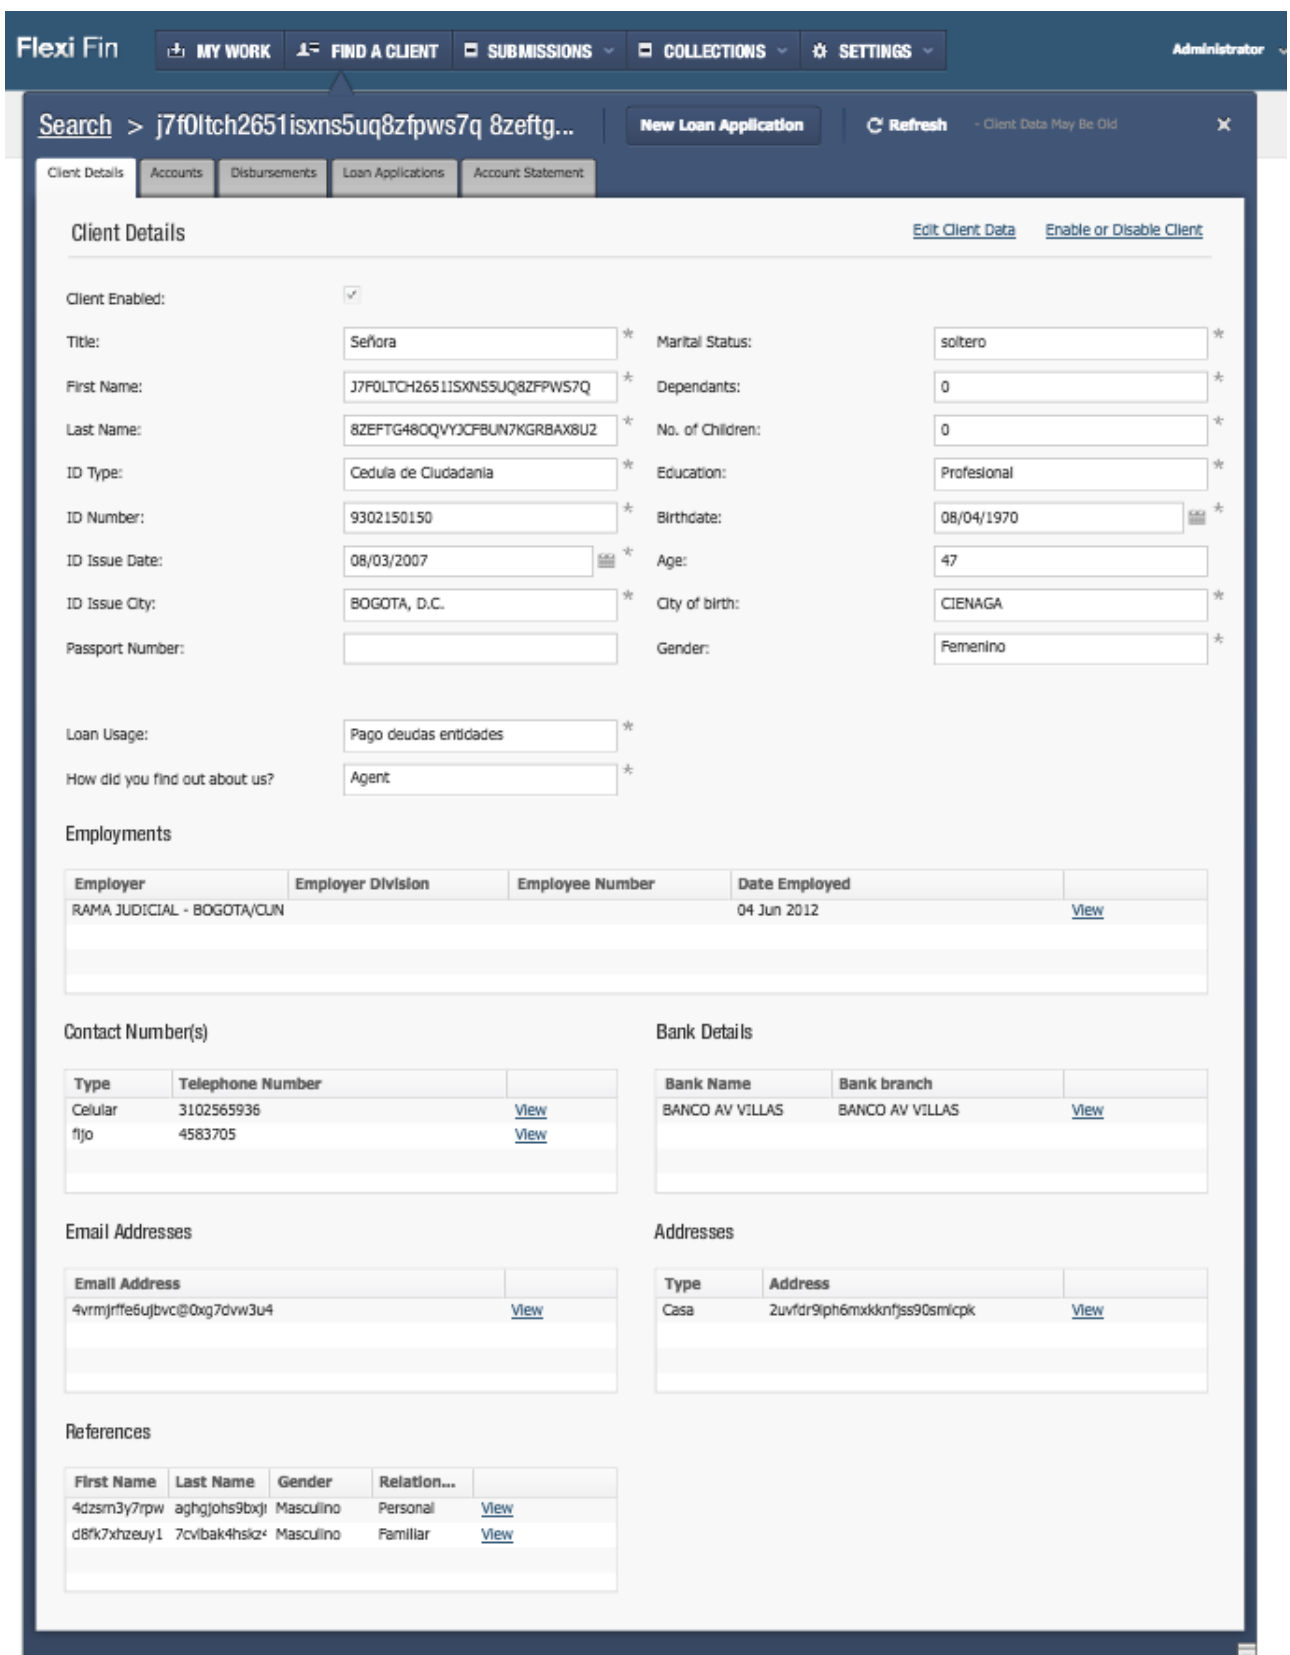 Flexi Fin
MY WORK
FIND A CLIENT
SUBMISSIONS
COLLECTIONS
SETTINGS
Administrator
Search > j7f0ltch2651isxns5uq8zfpws7q 8zeftg...
New Loan Application
Refresh
- Client Data May Be Old
Client Details
Accounts
Disbursements
Loan Applications
Account Statement
Client Details
Edit Client Data
Enable or Disable Client
Client Enabled:
Title: Señora *
Marital Status: soltero *
First Name: J7F0LTCH2651ISXNS5UQ8ZFPWS7Q *
Dependants: 0 *
Last Name: 8ZEFTG48OQVYJCFBUN7KGRBAX8U2 *
No. of Children: 0 *
ID Type: Cedula de Ciudadania *
Education: Profesional *
ID Number: 9302150150 *
Birthdate: 08/04/1970 *
ID Issue Date: 08/03/2007 *
Age: 47
ID Issue City: BOGOTA, D.C. *
City of birth: CIENAGA *
Passport Number:
Gender: Femenino *
Loan Usage: Pago deudas entidades *
How did you find out about us? Agent *
Employments
Employer Employer Division Employee Number Date Employed
RAMA JUDICIAL - BOGOTA/CUN 04 Jun 2012 View
Contact Number(s)
Type Telephone Number
Celular 3102565936 View
fijo 4583705 View
Bank Details
Bank Name Bank branch
BANCO AV VILLAS BANCO AV VILLAS View
Email Addresses
Email Address
4vrmjrffe6ujbvc@0xg7dvw3u4 View
Addresses
Type Address
Casa 2uvfdr9iph6mxkknfjss90smicpk View
References
First Name Last Name Gender Relation...
4dzsm3y7rpw aghgjohs9bxj Masculino Personal View
d8fk7xhzeuy1 7cvlbak4hskz Masculino Familiar View